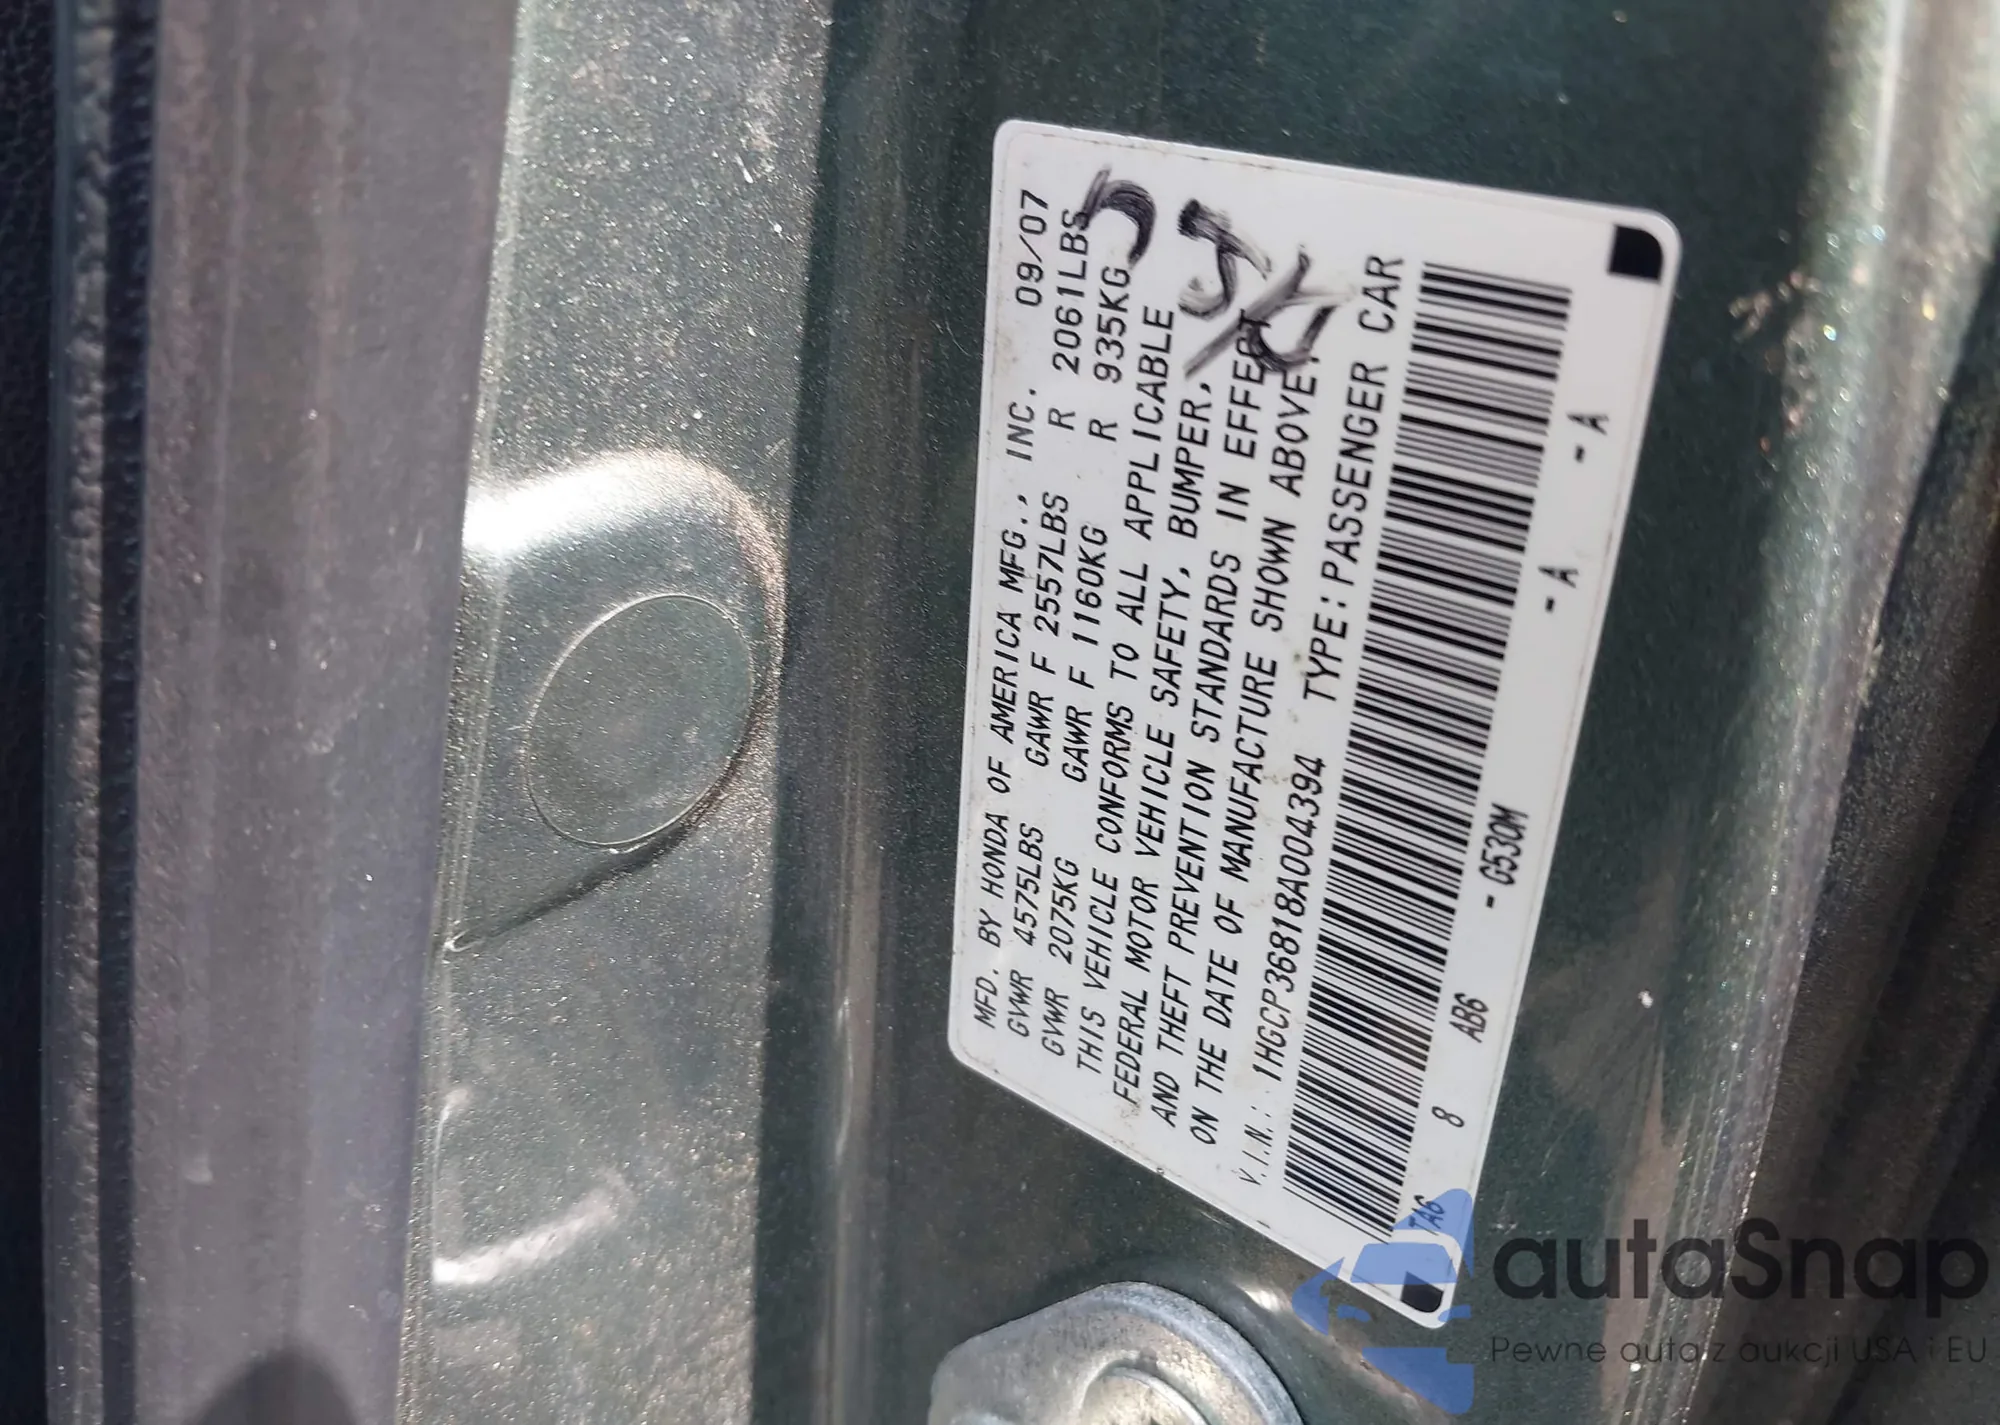 MFD. BY HONDA OF AMERICA MFG., INC. 09/07
GVWR 4575LBS GAWR F 2557LBS R 2061LBS
GVWR 2075KG GAWR F 1160KG R 935KG
THIS VEHICLE CONFORMS TO ALL APPLICABLE
FEDERAL MOTOR VEHICLE SAFETY, BUMPER,
AND THEFT PREVENTION STANDARDS IN EFFECT
ON THE DATE OF MANUFACTURE SHOWN ABOVE.
V.I.N.: 1HGCP36818A004394 TYPE:PASSENGER CAR
TA6 8 AB6 - G530M - A - A
autaSnap
Pewne auta z aukcji USA i EU